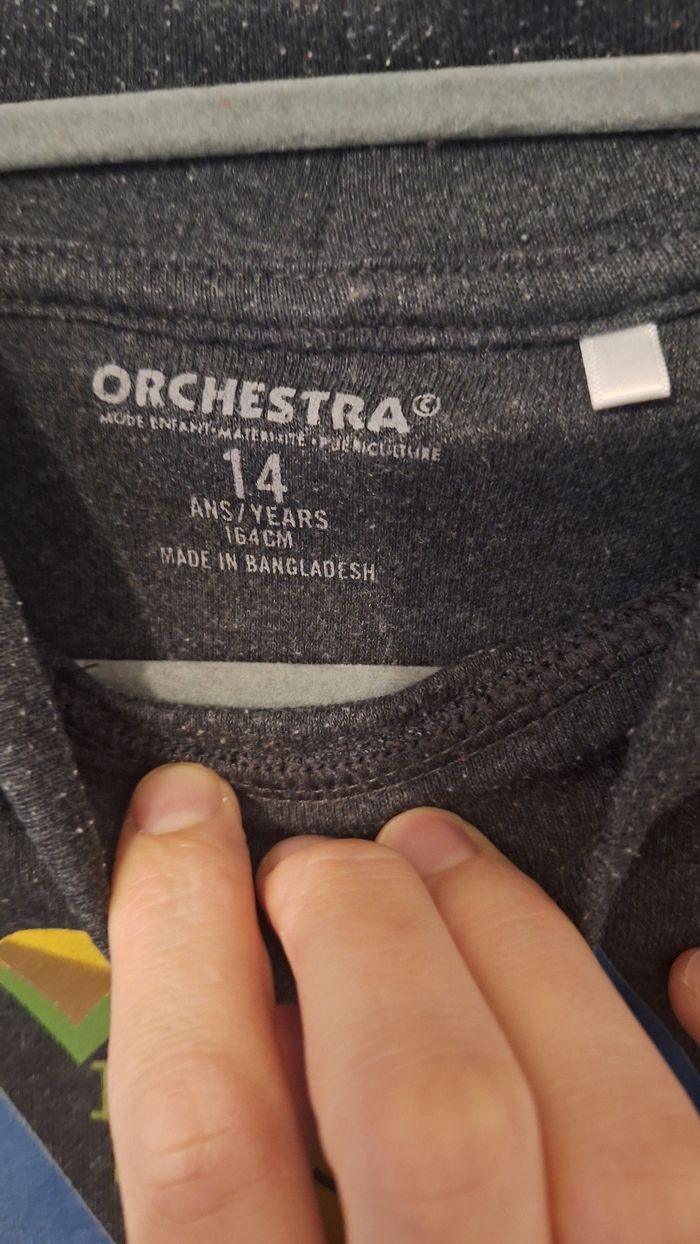 ORCHESTRA©
MODE ENFANT•MATERNITÉ•PUÉRICULTURE
14
ANS/YEARS
164CM
MADE IN BANGLADESH